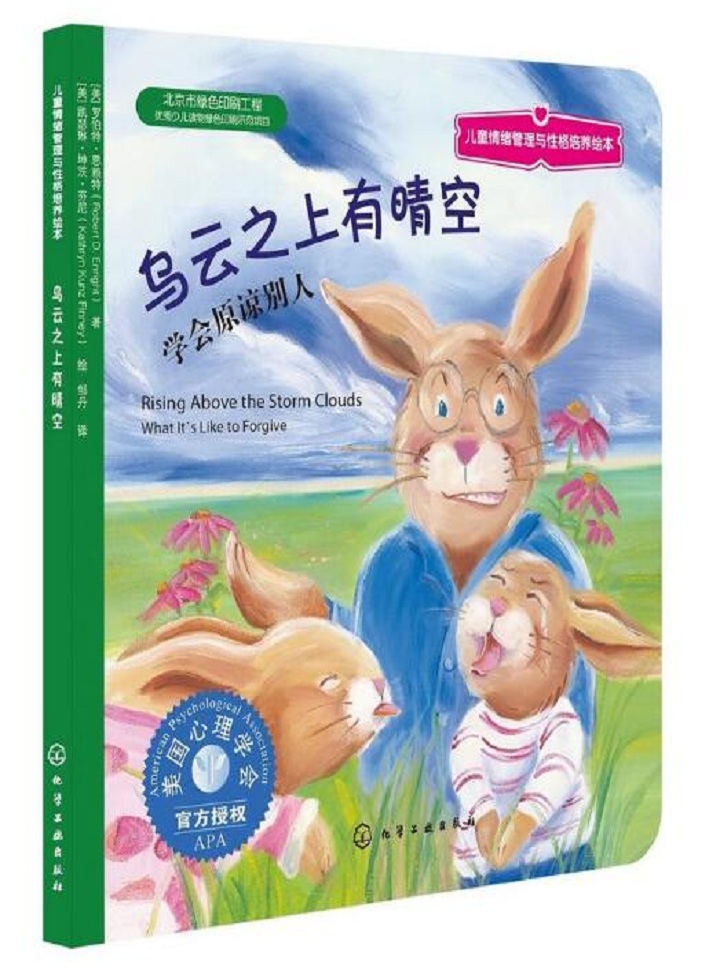 北京市绿色印刷工程
优秀少儿读物绿色印刷示范项目
儿童情绪管理与性格培养绘本
乌云之上有晴空
学会原谅别人
Rising Above the Storm Clouds
What It's Like to Forgive
American Psychological Association
美国心理学会
官方授权
APA
化学工业出版社
儿童情绪管理与性格培养绘本 乌云之上有晴空
[美] 罗伯特·恩赖特 (Robert D. Enright) 著
[美] 凯瑟琳·坤茨·芬尼 (Kathryn Kunz Finney) 绘 邹丹 译
化学工业出版社